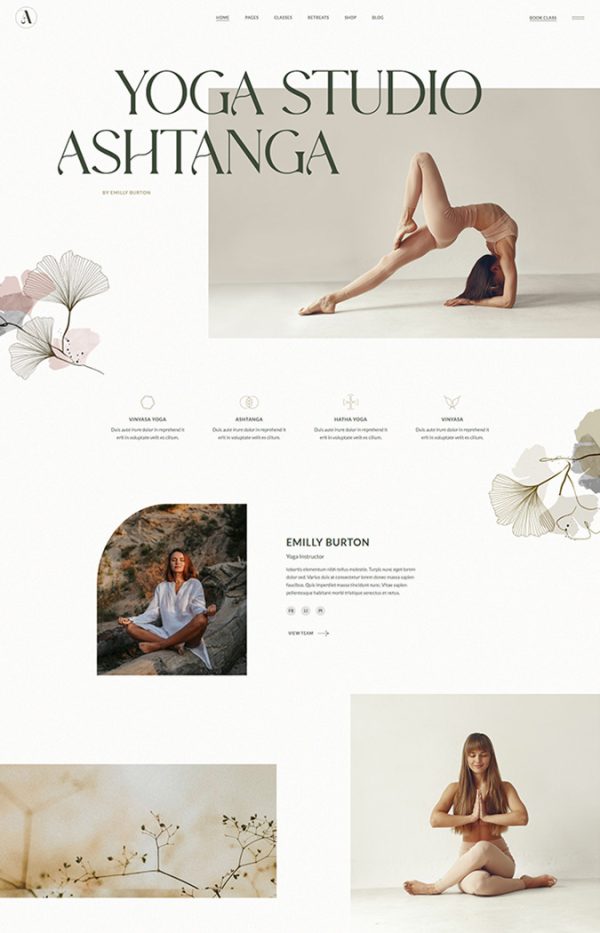 A
HOME PAGES CLASSES RETREATS SHOP BLOG
BOOK CLASS
YOGA STUDIO
ASHTANGA
BY EMILLY BURTON
VINYASA YOGA
Duis aute irure dolor in reprehend it
erit in voluptate velit es cillum.
ASHTANGA
Duis aute irure dolor in reprehend it
erit in voluptate velit es cillum.
HATHA YOGA
Duis aute irure dolor in reprehend it
erit in voluptate velit es cillum.
VINYASA
Duis aute irure dolor in reprehend it
erit in voluptate velit es cillum.
EMILLY BURTON
Yoga Instructor
lobortis elementum nibh tellus molestie. Turpis nunc eget lorem
dolor sed. Varius duis at consectetur lorem donec massa sapien
faucibus. Quis imperdiet massa tincidunt nunc. Vitae sapien
pellentesque habitant morbi tristique senectus et netus.
FB LI PI
VIEW TEAM